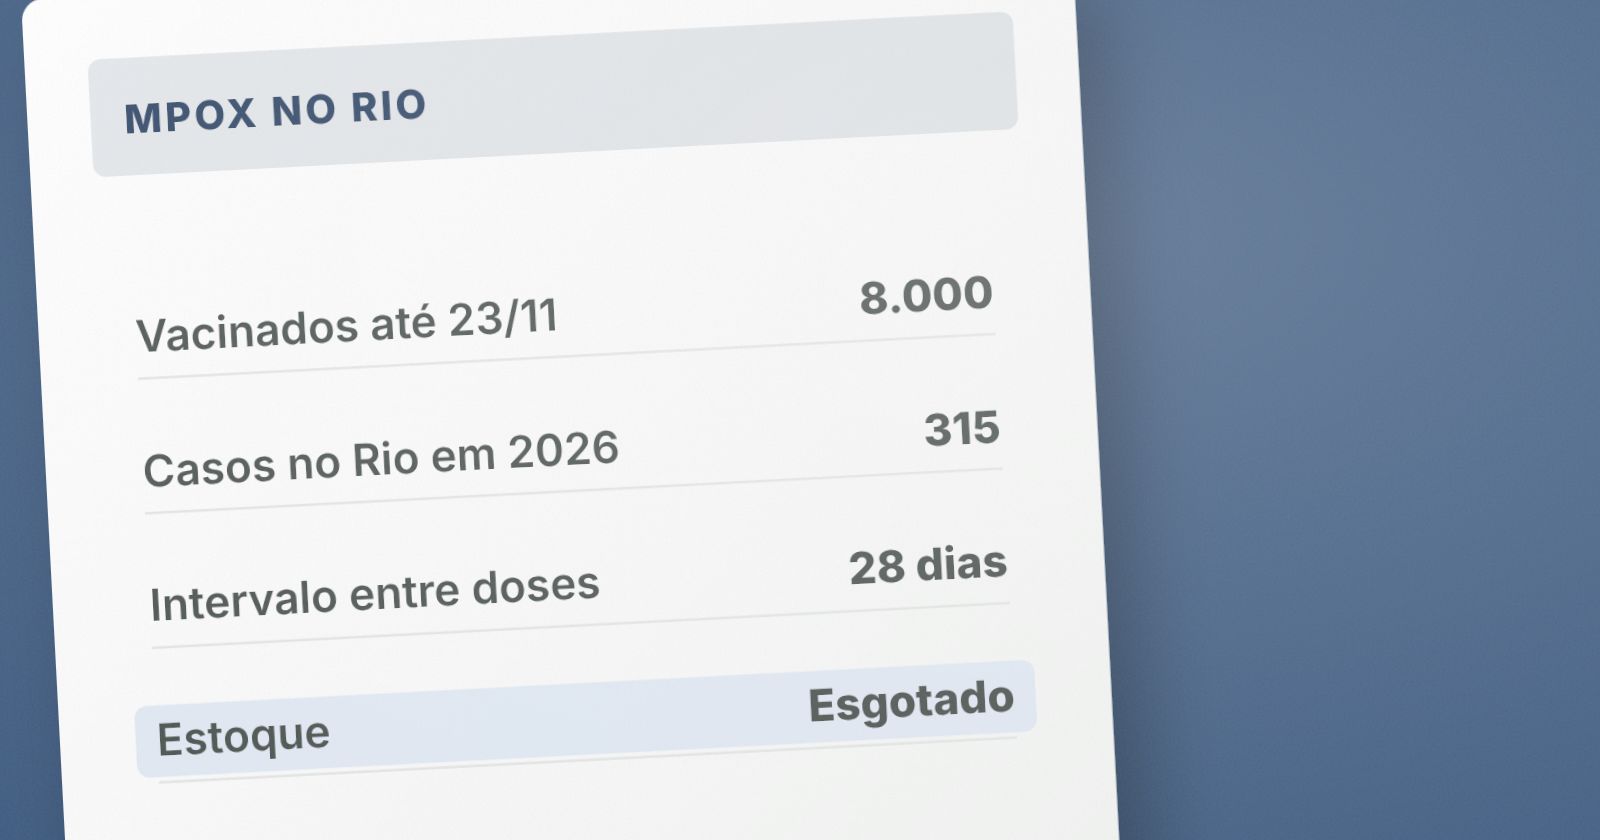 MPOX NO RIO
Vacinados até 23/11 8.000
Casos no Rio em 2026 315
Intervalo entre doses 28 dias
Estoque Esgotado